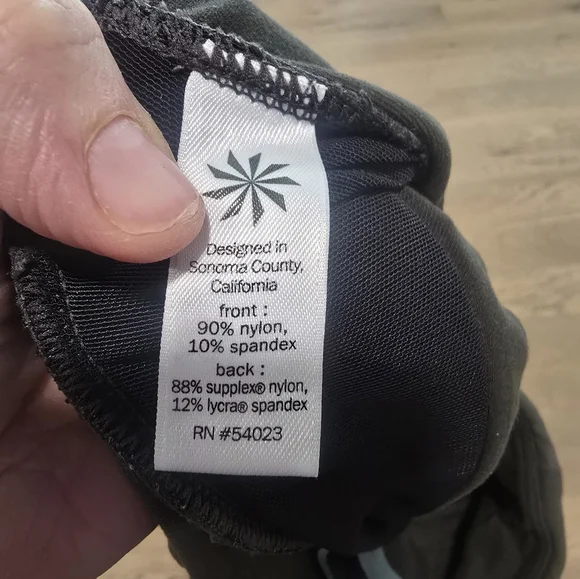 Designed in
Sonoma County,
California
front :
90% nylon,
10% spandex
back :
88% supplex® nylon,
12% lycra® spandex
RN #54023